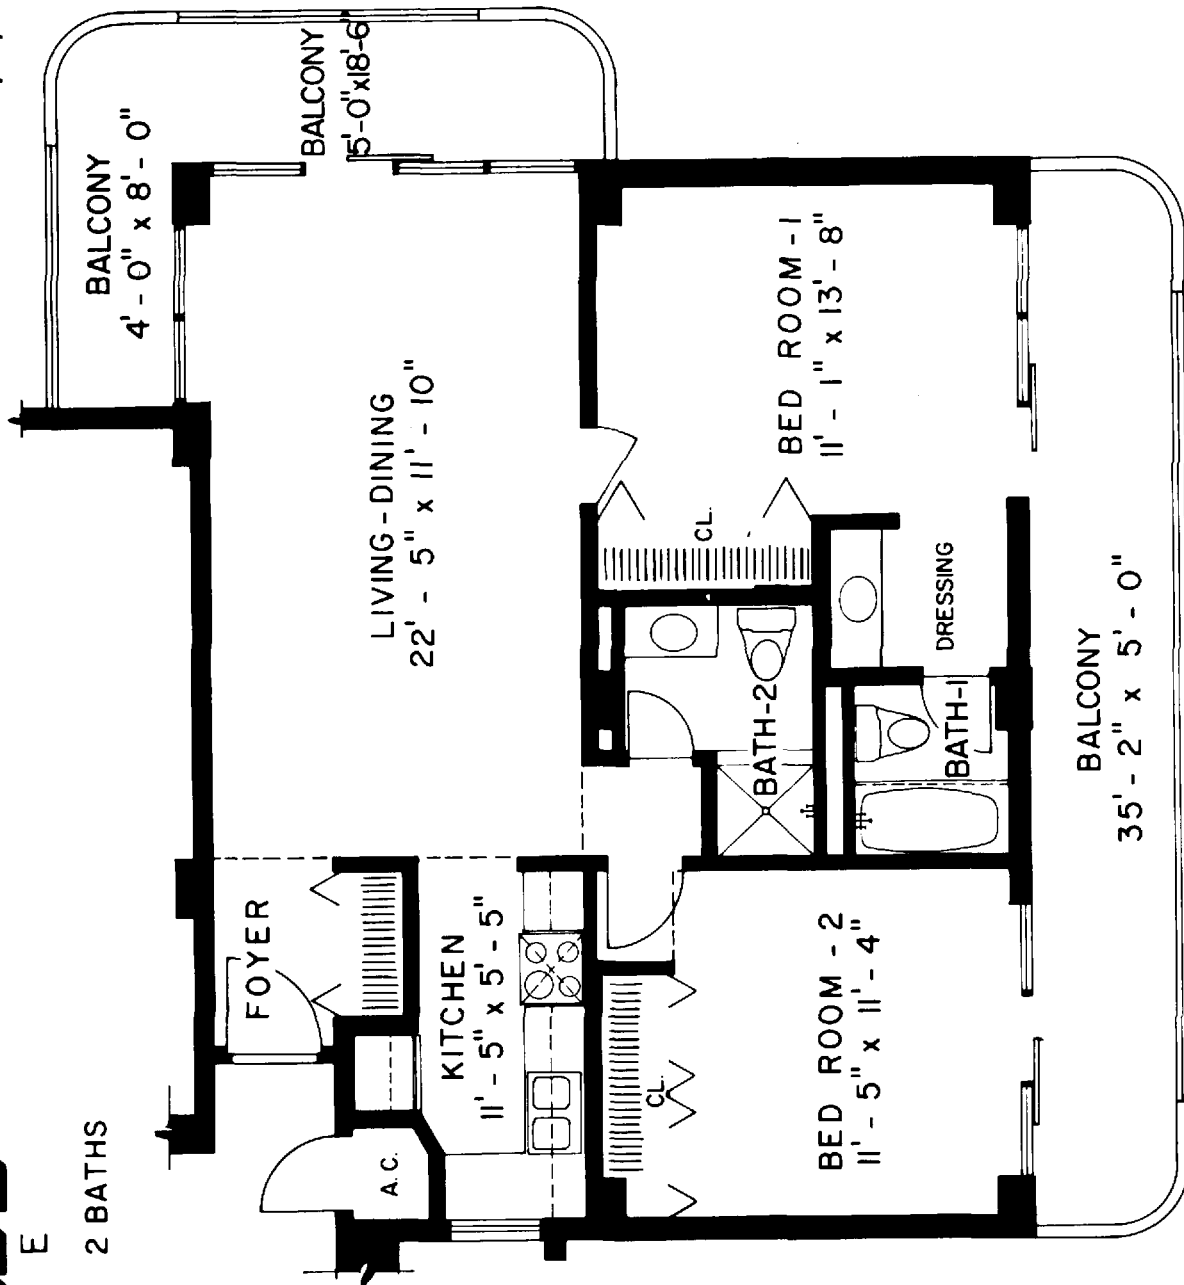 E
2 BATHS
BALCONY
4'-0" x 8'-0"
BALCONY
5'-0"x18'-6
LIVING-DINING
22'-5" x 11'-10"
BED ROOM-1
11'-1" x 13'-8"
CL.
DRESSING
BATH-2
BATH-1
FOYER
KITCHEN
11'-5" x 5'-5"
A.C.
CL.
BED ROOM-2
11'-5" x 11'-4"
BALCONY
35'-2" x 5'-0"